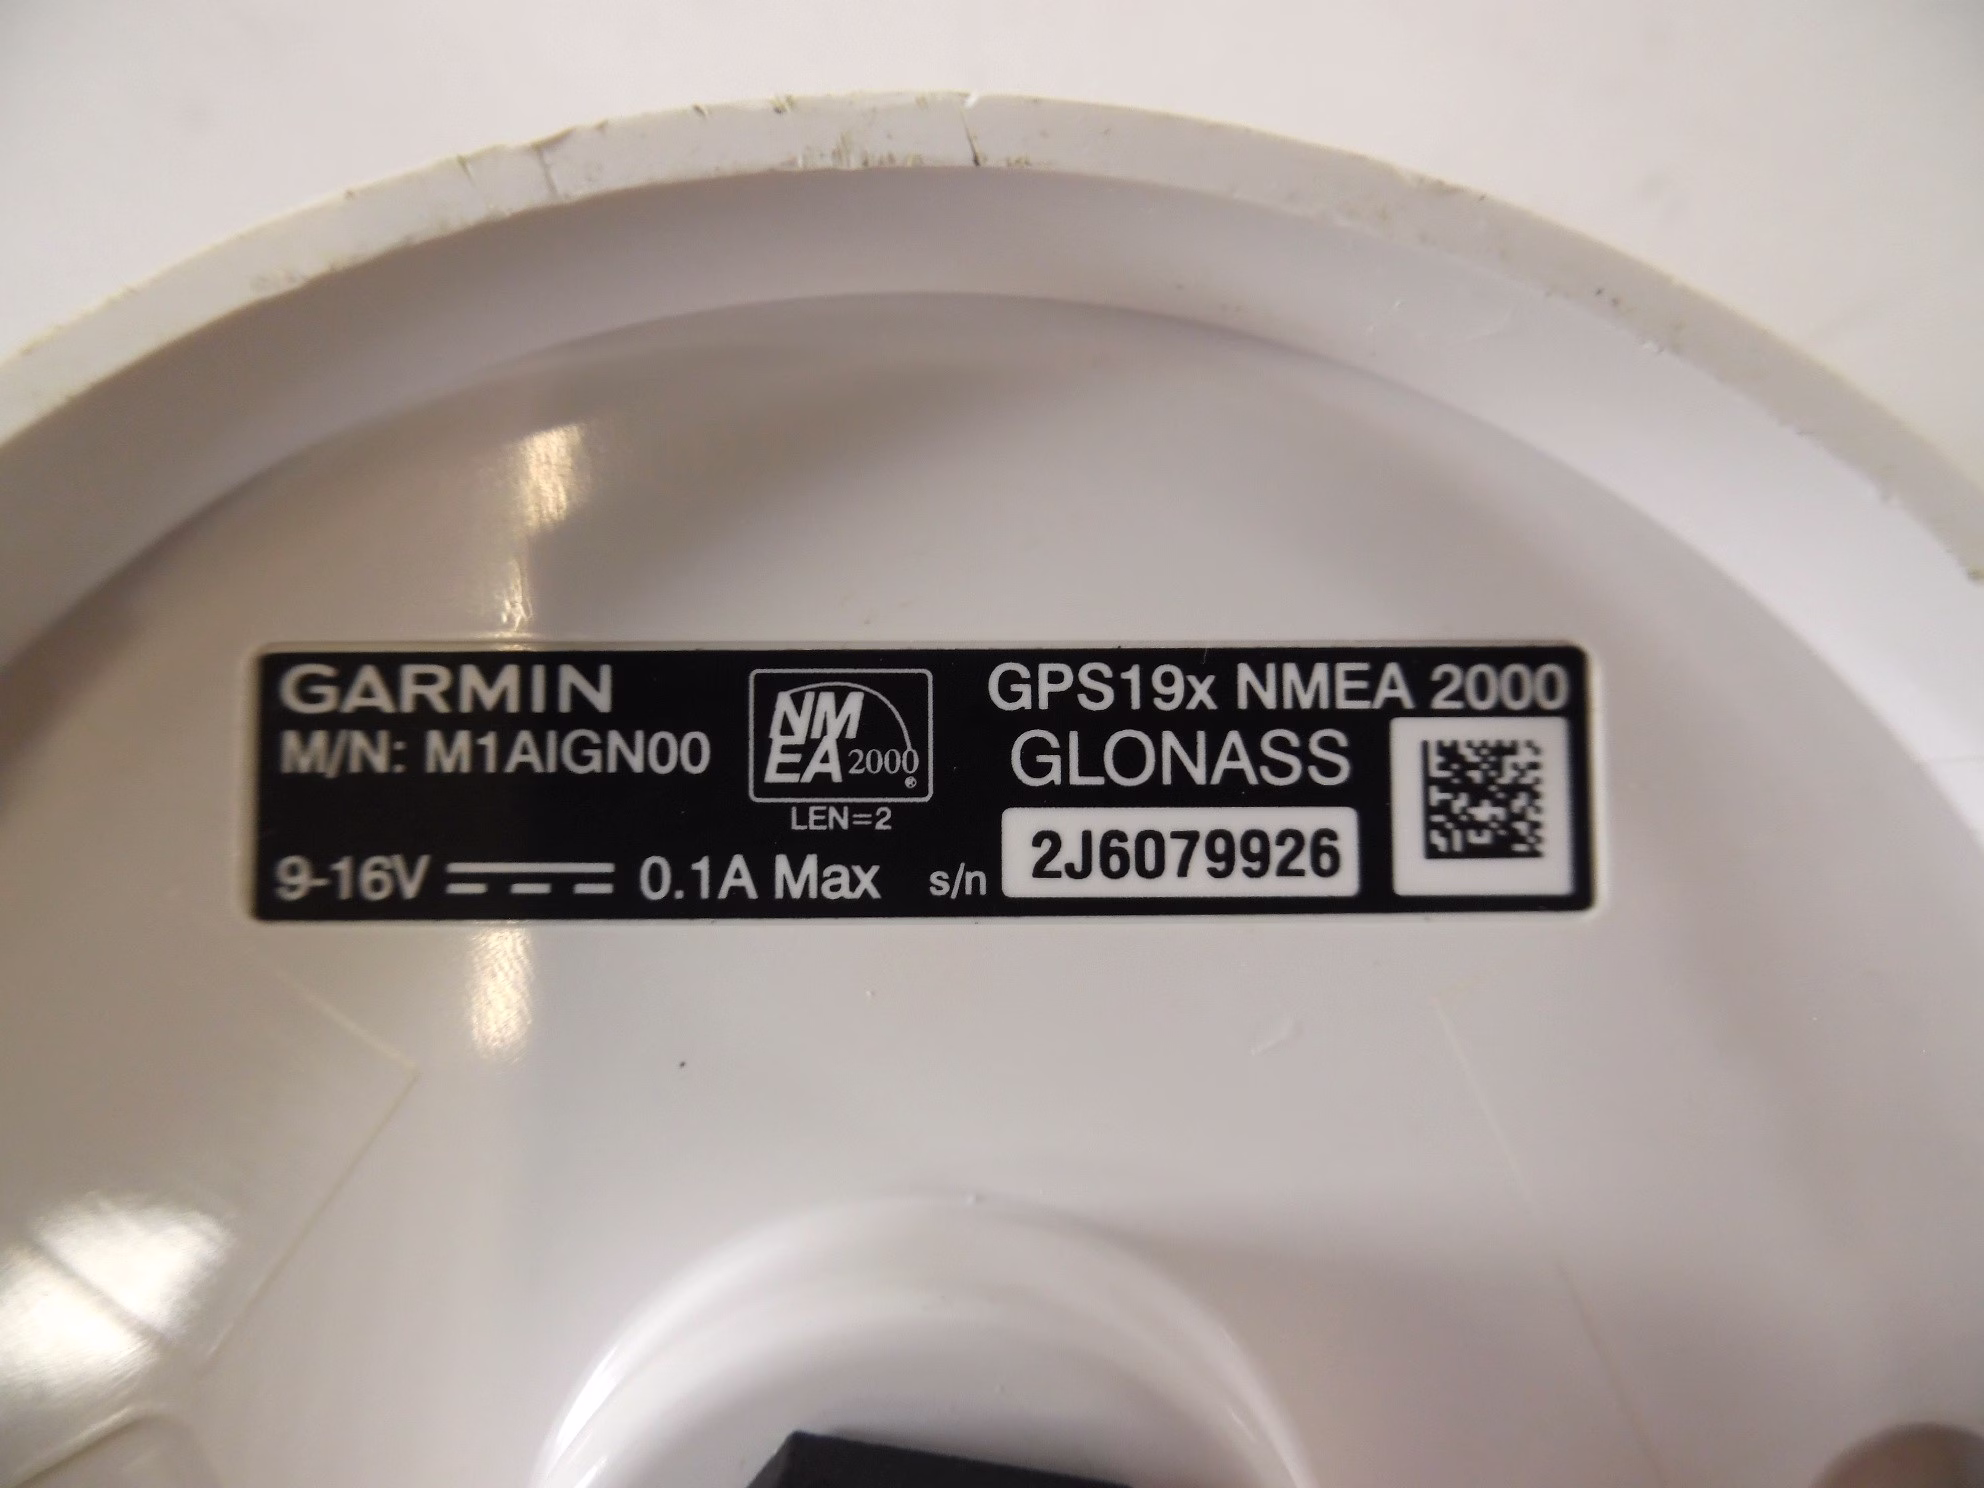 GARMIN
M/N: M1AIGN00
NMEA 2000®
LEN=2
9-16V 0.1A Max
GPS19x NMEA 2000
GLONASS
s/n 2J6079926